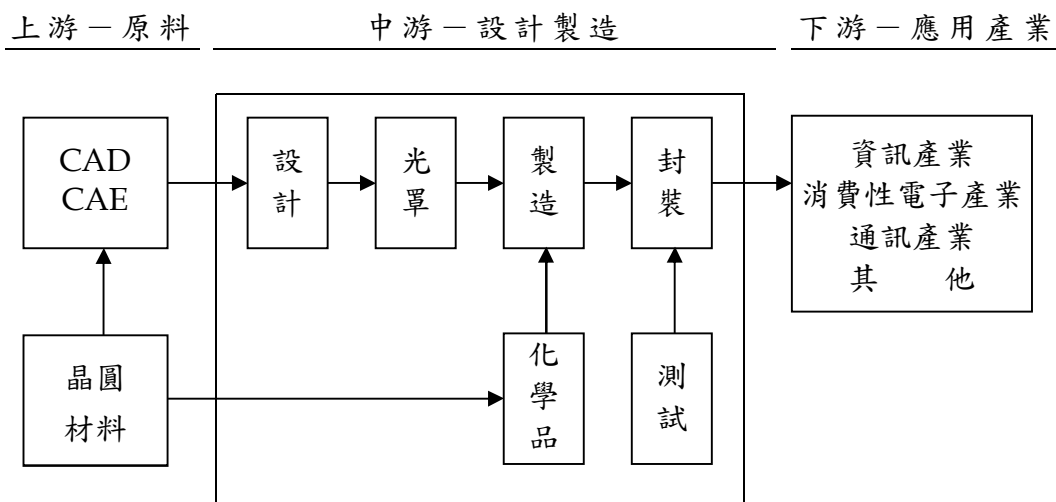 上游－原料
中游－設計製造
下游－應用產業
CAD
CAE
設
計
光
罩
製
造
封
裝
資訊產業
消費性電子產業
通訊產業
其　　他
晶圓
材料
化
學
品
測
試